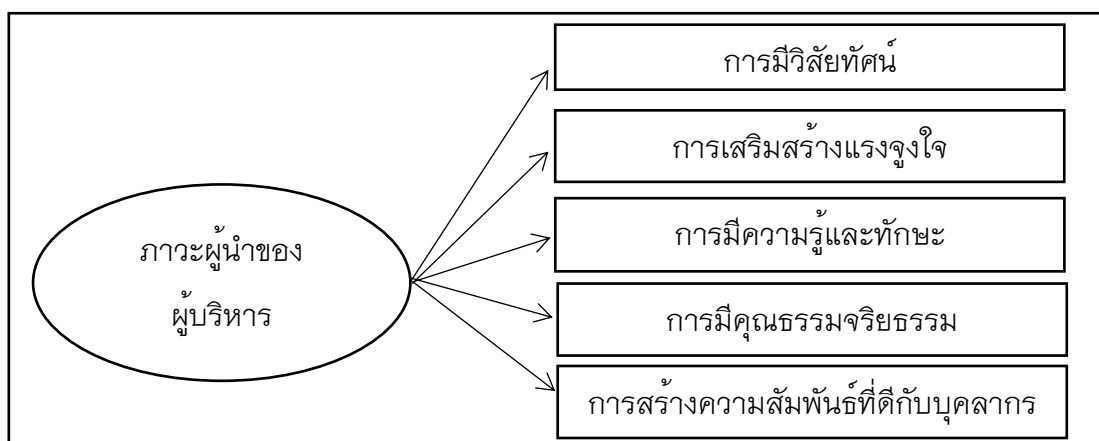 การมีวิสัยทัศน์
การเสริมสร้างแรงจูงใจ
ภาวะผู้นำของ
ผู้บริหาร
การมีความรู้และทักษะ
การมีคุณธรรมจริยธรรม
การสร้างความสัมพันธ์ที่ดีกับบุคลากร